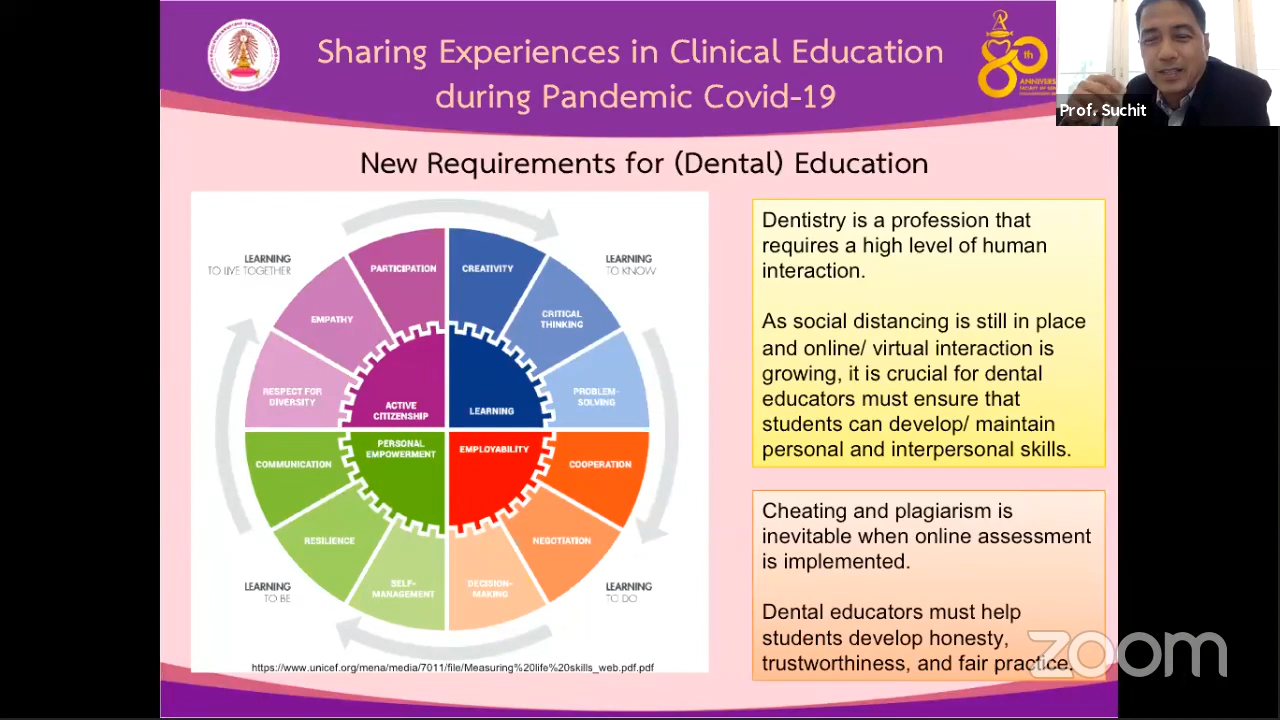 Sharing Experiences in Clinical Education
during Pandemic Covid-19
80th
ANNIVERS
Prof. Suchit
New Requirements for (Dental) Education
LEARNING
TO LIVE TOGETHER
LEARNING
TO KNOW
PARTICIPATION
CREATIVITY
EMPATHY
CRITICAL
THINKING
RESPECT FOR
DIVERSITY
PROBLEM-
SOLVING
ACTIVE
CITIZENSHIP
LEARNING
PERSONAL
EMPOWERMENT
EMPLOYABILITY
COMMUNICATION
COOPERATION
RESILIENCE
NEGOTIATION
SELF-
MANAGEMENT
DECISION-
MAKING
LEARNING
TO BE
LEARNING
TO DO
https://www.unicef.org/mena/media/7011/file/Measuring%20life%20skills_web.pdf.pdf
Dentistry is a profession that
requires a high level of human
interaction.
As social distancing is still in place
and online/ virtual interaction is
growing, it is crucial for dental
educators must ensure that
students can develop/ maintain
personal and interpersonal skills.
Cheating and plagiarism is
inevitable when online assessment
is implemented.
Dental educators must help
students develop honesty,
trustworthiness, and fair practice.
zoom